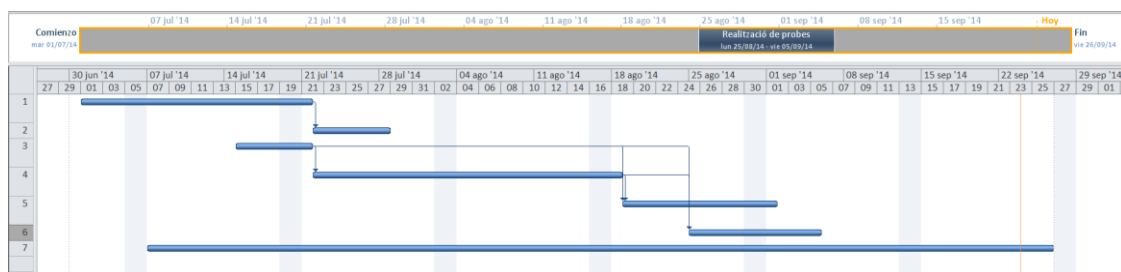 07 jul '14 14 jul '14 21 jul '14 28 jul '14 04 ago '14 11 ago '14 18 ago '14 25 ago '14 01 sep '14 08 sep '14 15 sep '14 Hoy
Comienzo
mar 01/07/14
Realització de probes
lun 25/08/14 - vie 05/09/14
Fin
vie 26/09/14
30 jun '14 07 jul '14 14 jul '14 21 jul '14 28 jul '14 04 ago '14 11 ago '14 18 ago '14 25 ago '14 01 sep '14 08 sep '14 15 sep '14 22 sep '14 29 sep '14
27 29 01 03 05 07 09 11 13 15 17 19 21 23 25 27 29 31 02 04 06 08 10 12 14 16 18 20 22 24 26 28 30 01 03 05 07 09 11 13 15 17 19 21 23 25 27 29 01
1
2
3
4
5
6
7